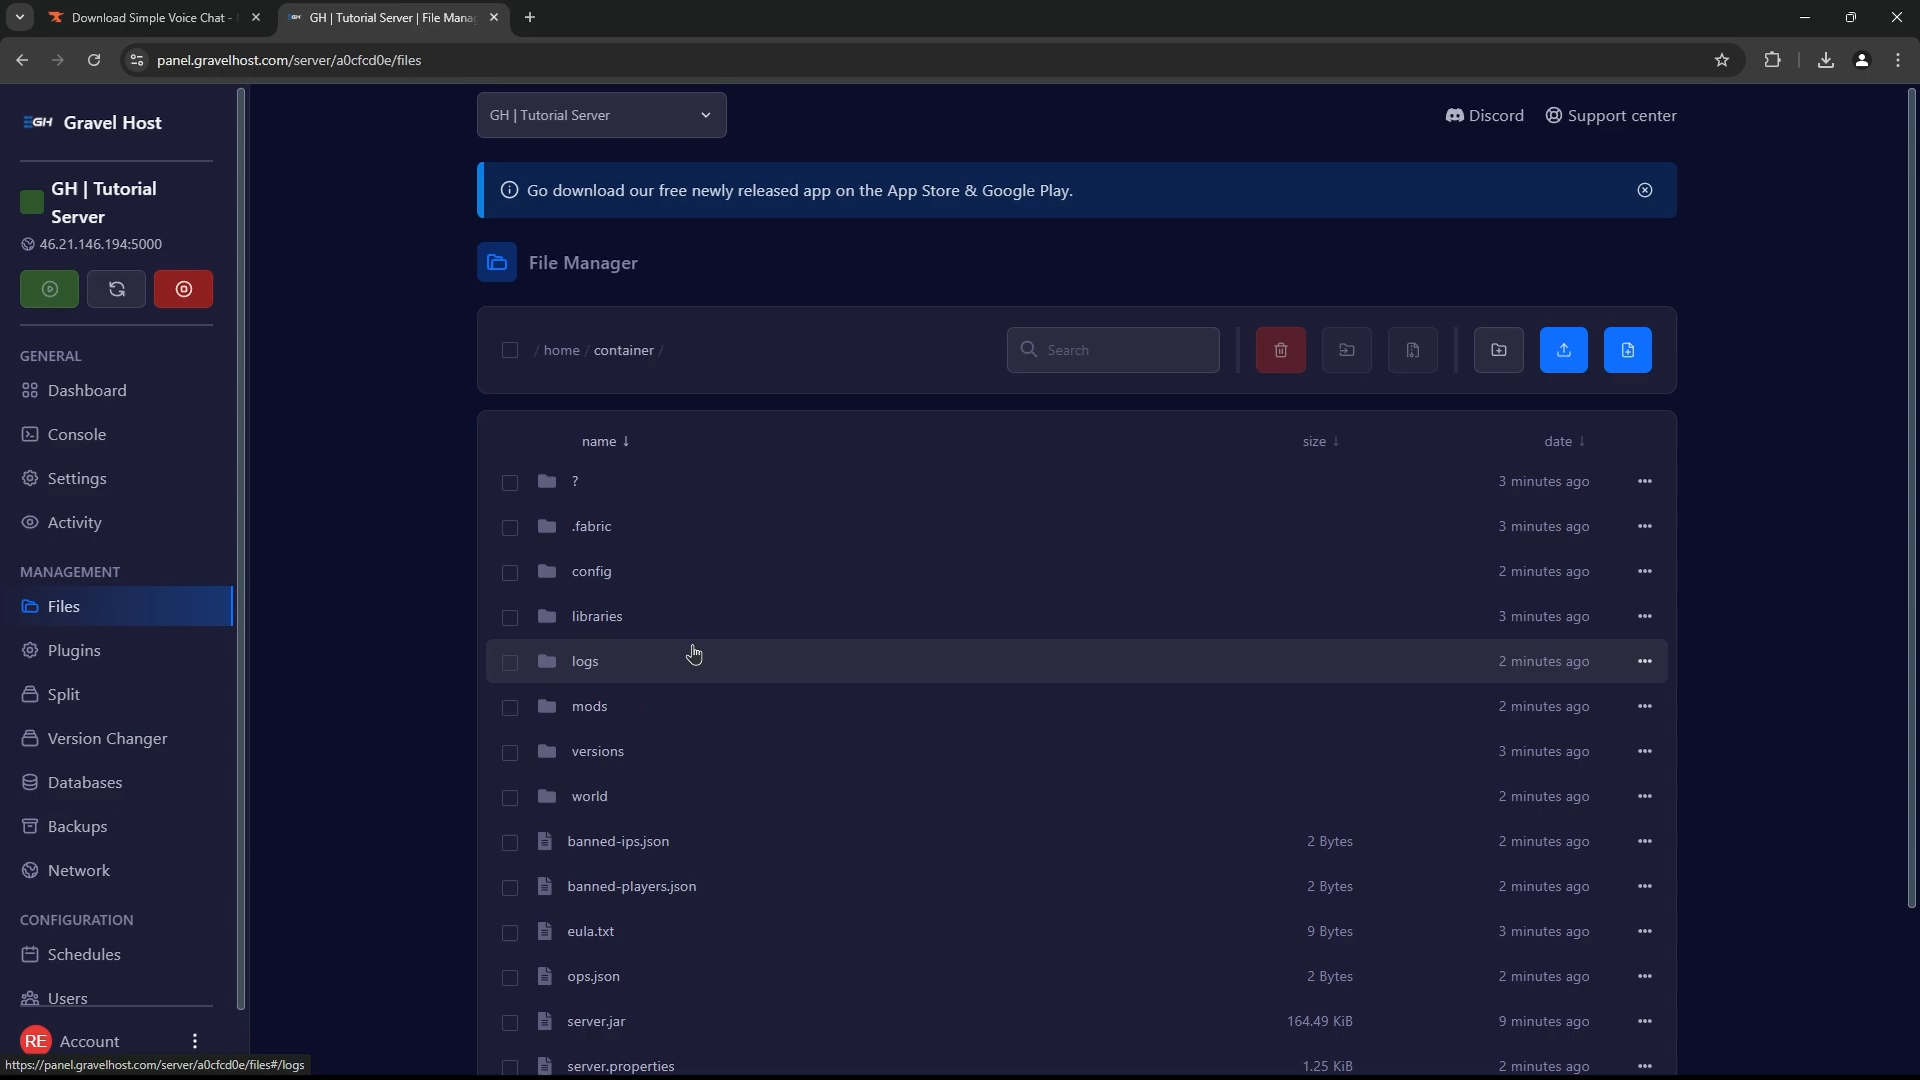 Download Simple Voice Chat -
GH | Tutorial Server | File Mana
panel.gravelhost.com/server/a0cfcd0e/files
GH Gravel Host
GH | Tutorial
Server
46.21.146.194:5000
GENERAL
Dashboard
Console
Settings
Activity
MANAGEMENT
Files
Plugins
Split
Version Changer
Databases
Backups
Network
CONFIGURATION
Schedules
Users
RE Account
https://panel.gravelhost.com/server/a0cfcd0e/files#/logs
GH | Tutorial Server
Discord Support center
Go download our free newly released app on the App Store & Google Play.
File Manager
/ home / container /
Search
name ↓ size ↓ date ↓
? 3 minutes ago
.fabric 3 minutes ago
config 2 minutes ago
libraries 3 minutes ago
logs 2 minutes ago
mods 2 minutes ago
versions 3 minutes ago
world 2 minutes ago
banned-ips.json 2 Bytes 2 minutes ago
banned-players.json 2 Bytes 2 minutes ago
eula.txt 9 Bytes 3 minutes ago
ops.json 2 Bytes 2 minutes ago
server.jar 164.49 KiB 9 minutes ago
server.properties 1.25 KiB 2 minutes ago